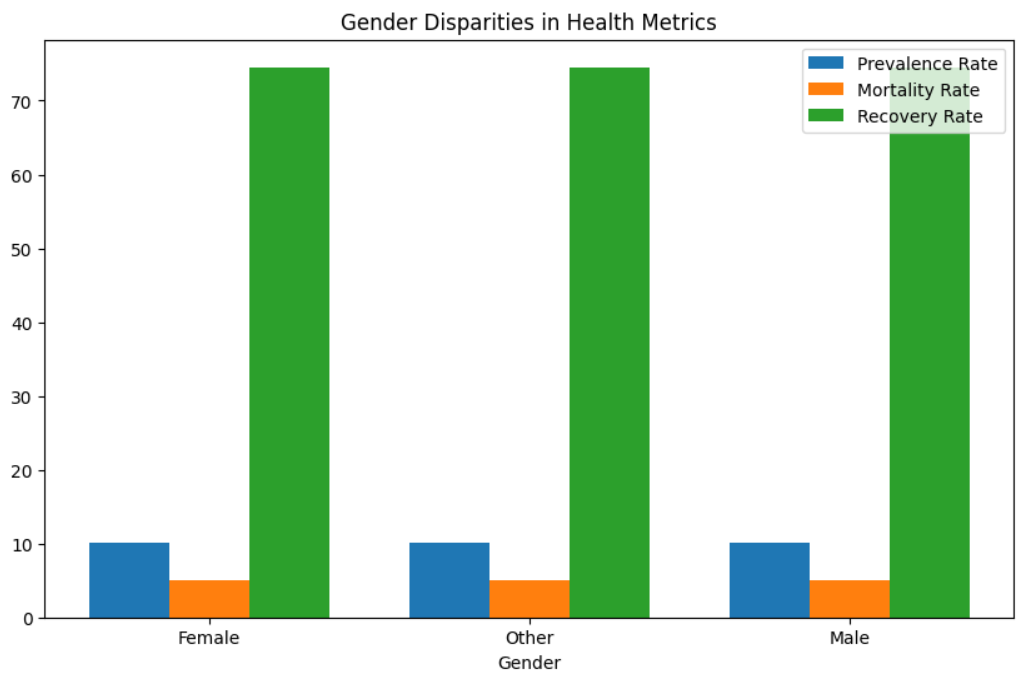 Gender Disparities in Health Metrics
Prevalence Rate
Mortality Rate
Recovery Rate
70
60
50
40
30
20
10
0
Female Other Male
Gender